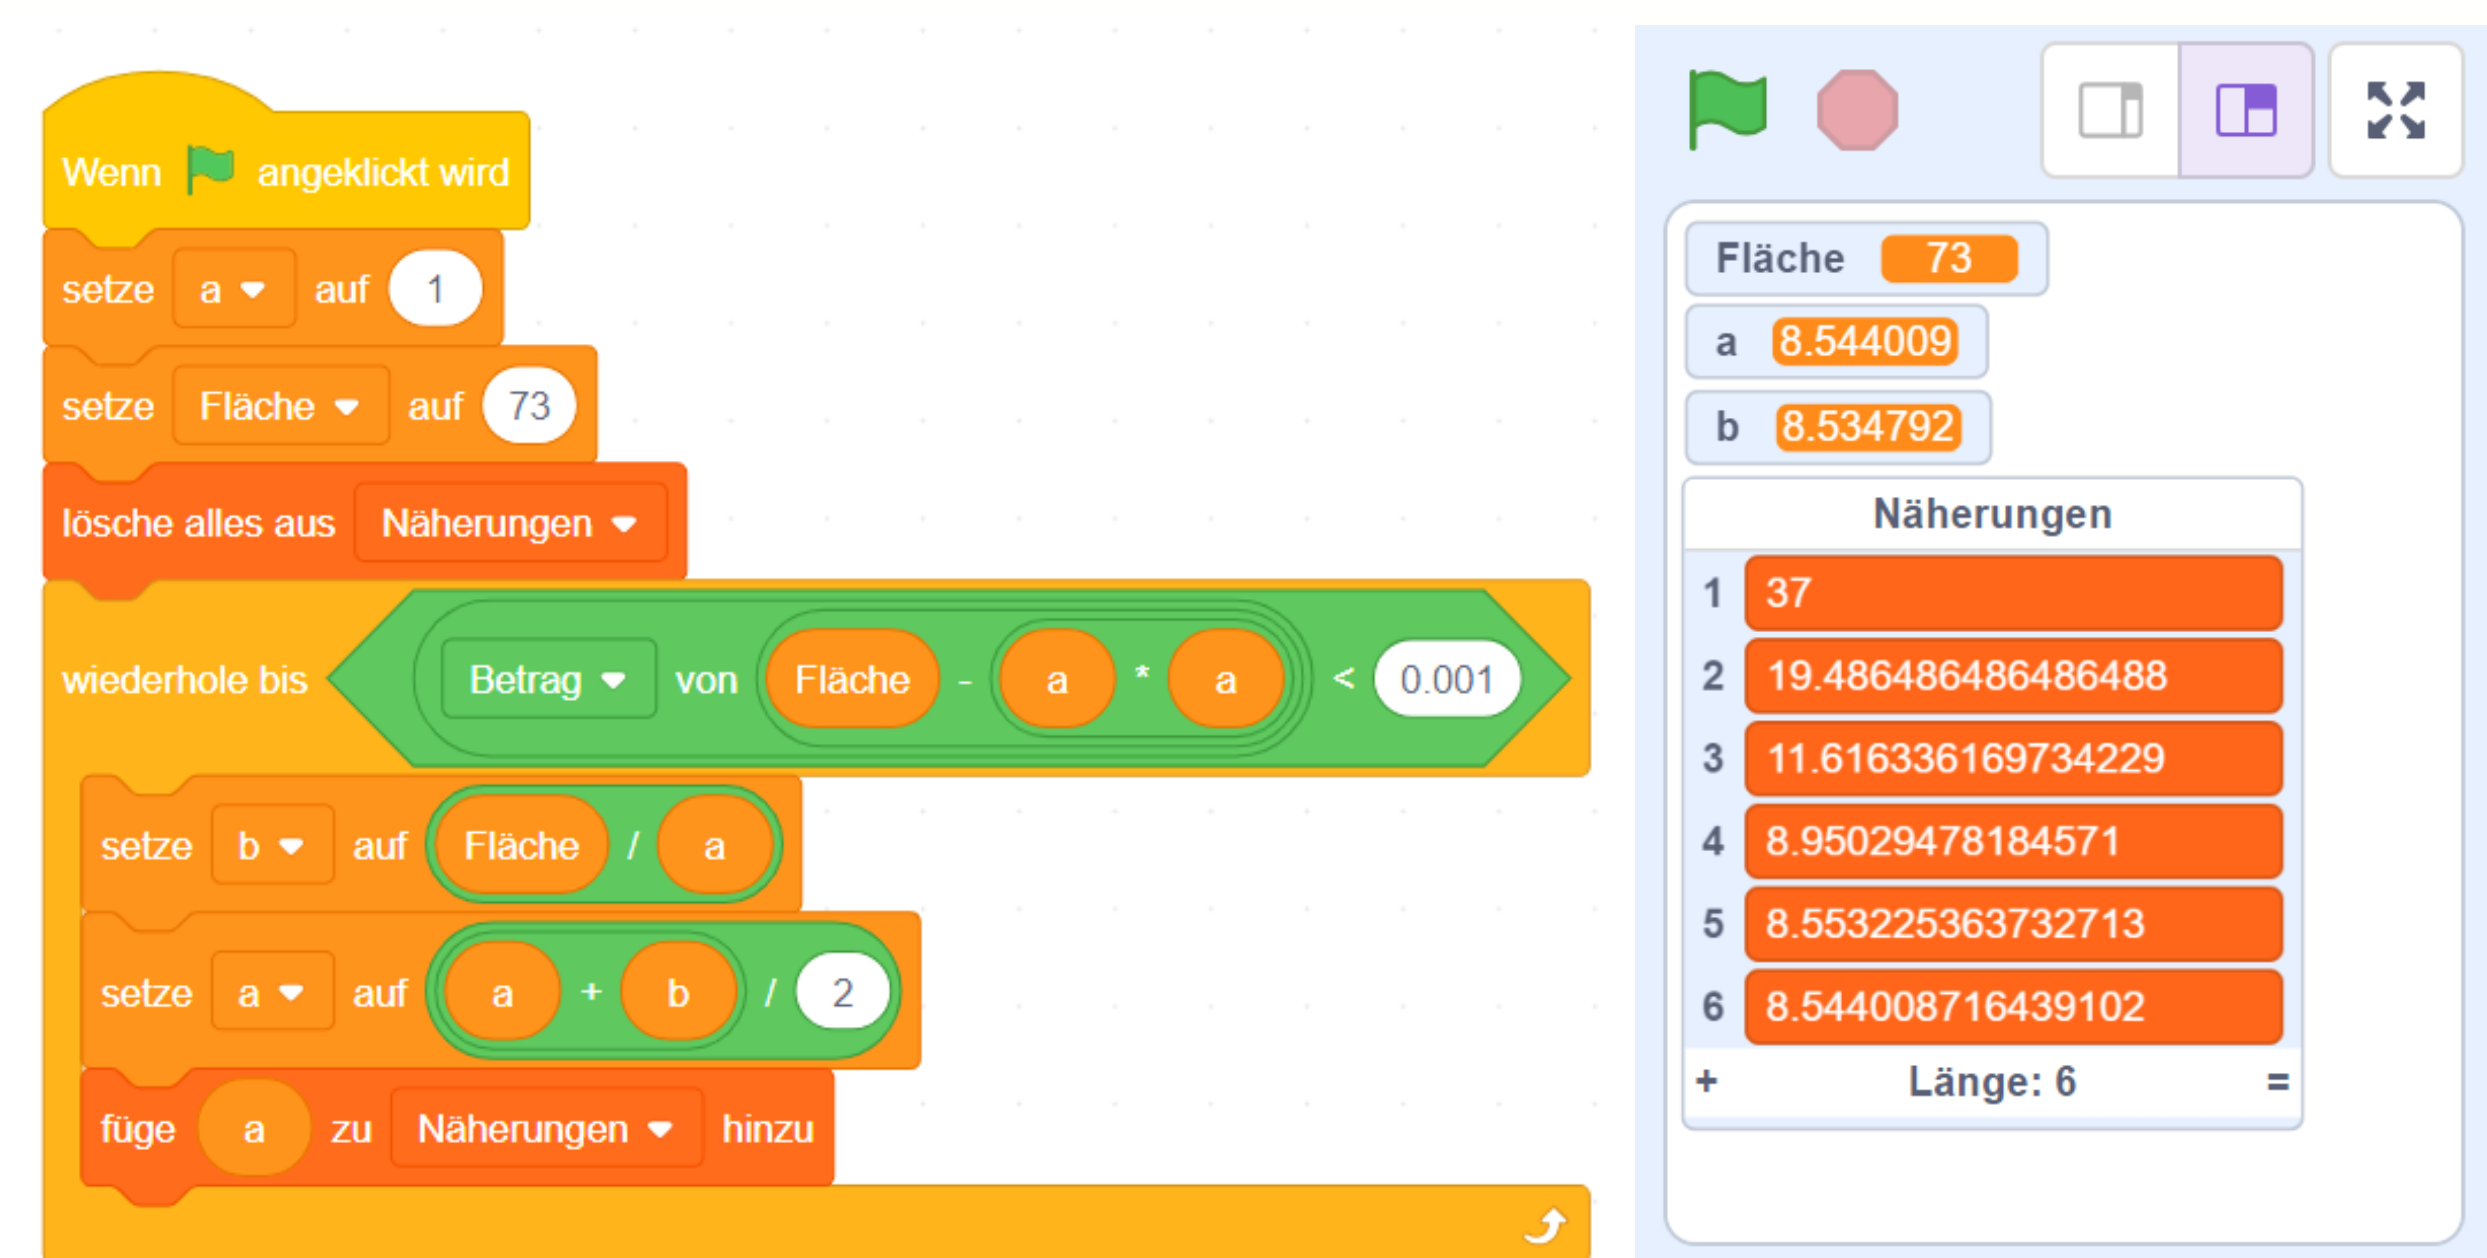 Wenn angeklickt wird
setze a auf 1
setze Fläche auf 73
lösche alles aus Näherungen
wiederhole bis Betrag von Fläche - a * a < 0.001
setze b auf Fläche / a
setze a auf a + b / 2
füge a zu Näherungen hinzu
Fläche 73
a 8.544009
b 8.534792
Näherungen
1 37
2 19.486486486486488
3 11.616336169734229
4 8.95029478184571
5 8.553225363732713
6 8.544008716439102
+ Länge: 6 =